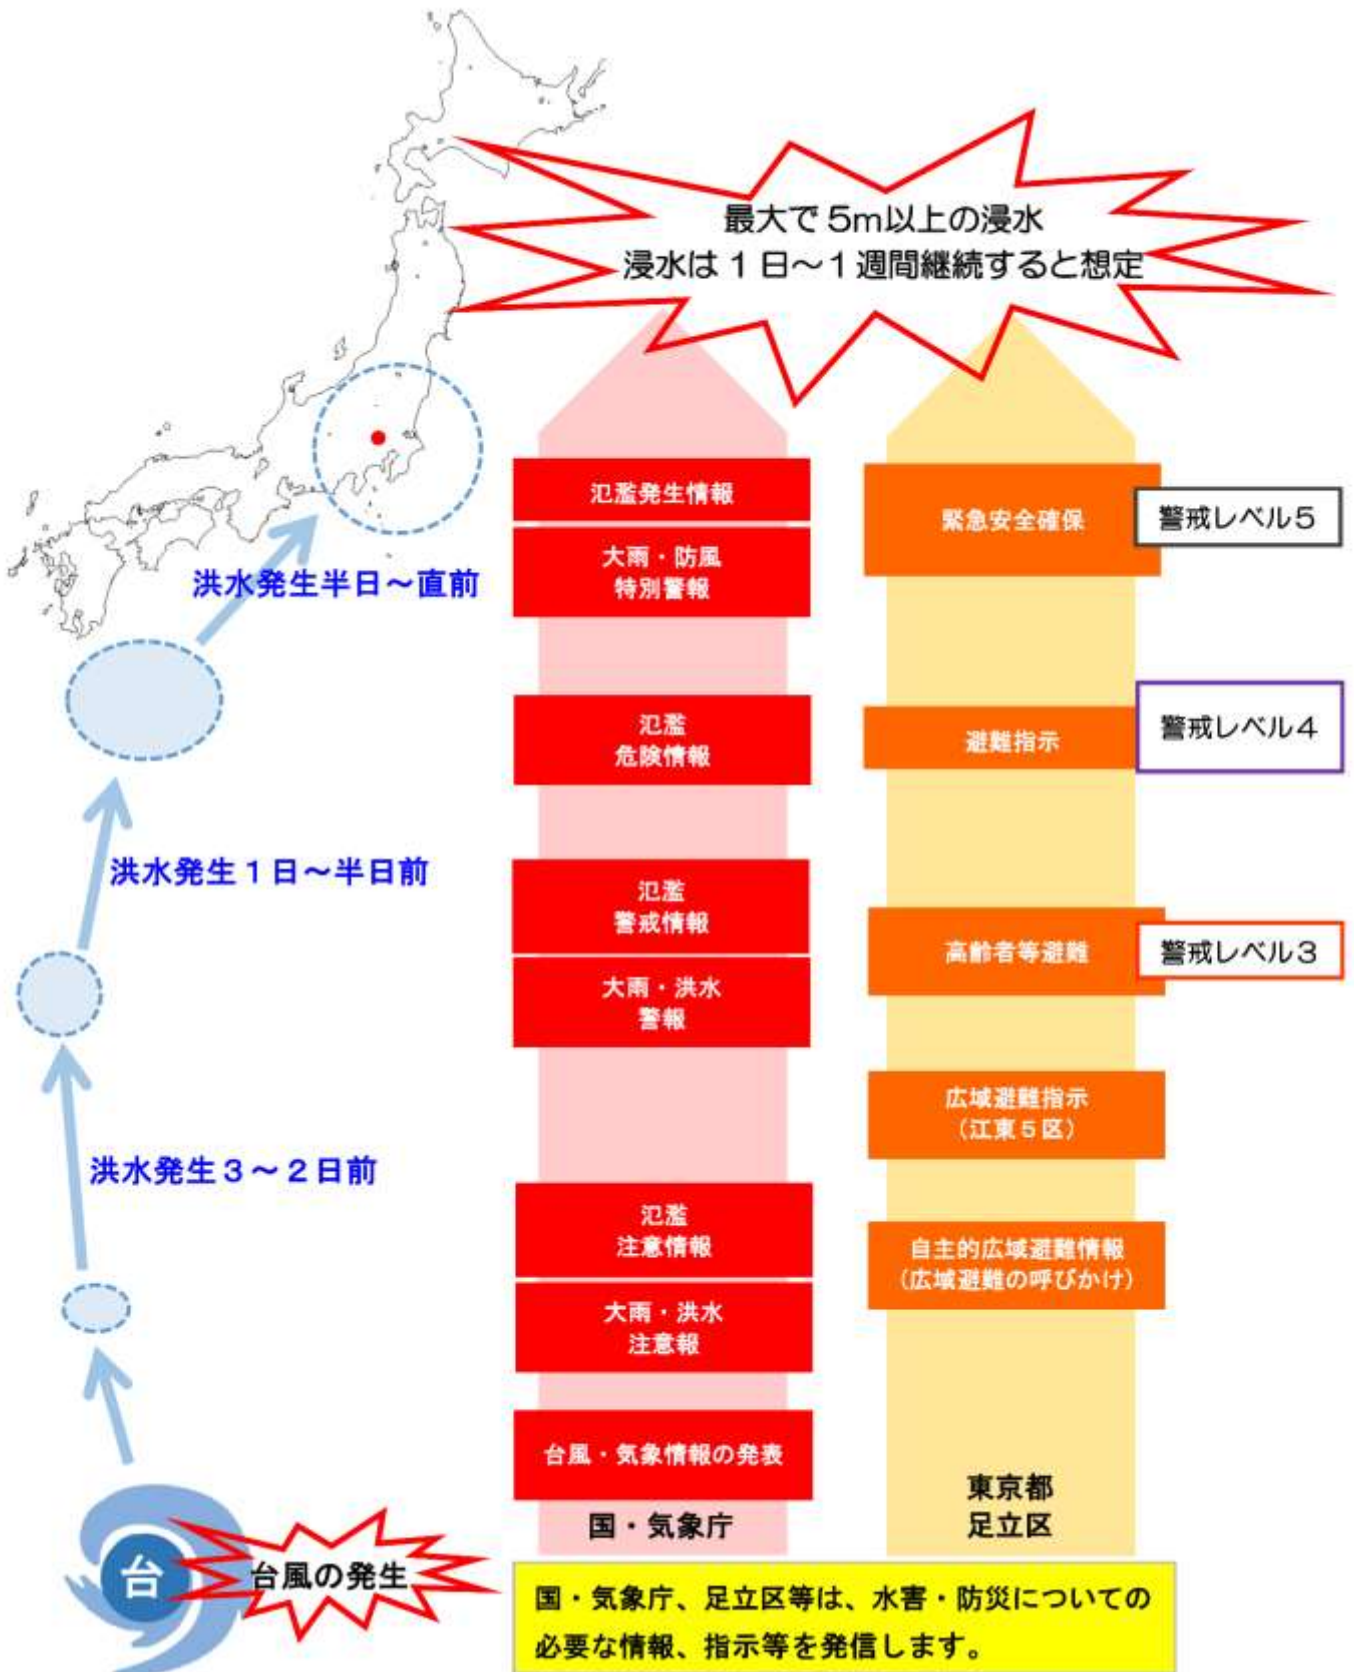 最大で5m以上の浸水
浸水は1日～1週間継続すると想定
氾濫発生情報
大雨・防風
特別警報
緊急安全確保
警戒レベル5
洪水発生半日～直前
氾濫
危険情報
避難指示
警戒レベル4
洪水発生1日～半日前
氾濫
警戒情報
大雨・洪水
警報
高齢者等避難
警戒レベル3
広域避難指示
（江東5区）
洪水発生3～2日前
氾濫
注意情報
大雨・洪水
注意報
自主的広域避難情報
（広域避難の呼びかけ）
台風・気象情報の発表
国・気象庁
東京都
足立区
台
台風の発生
国・気象庁、足立区等は、水害・防災についての
必要な情報、指示等を発信します。